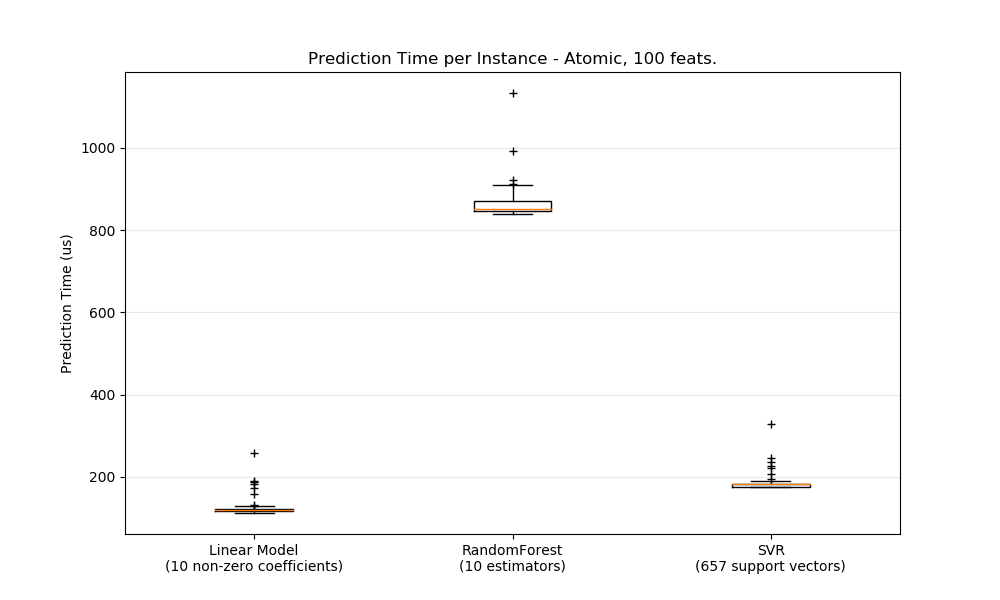 Prediction Time per Instance - Atomic, 100 feats.
Prediction Time (us)
1000
800
600
400
200
Linear Model
(10 non-zero coefficients)
RandomForest
(10 estimators)
SVR
(657 support vectors)